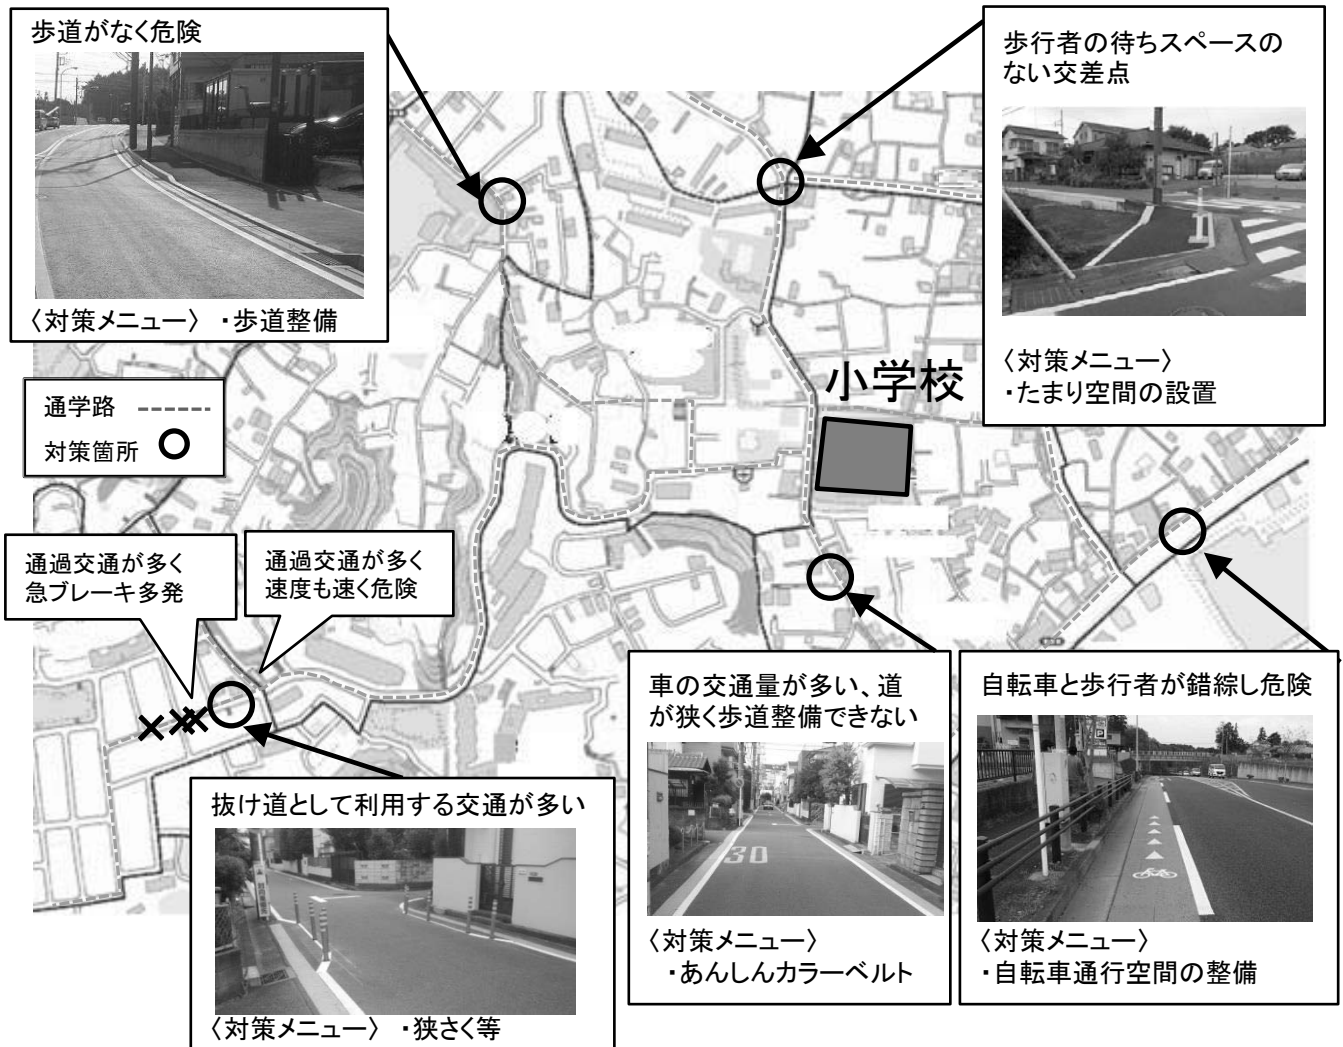 歩道がなく危険
〈対策メニュー〉 ・歩道整備
歩行者の待ちスペースの
ない交差点
〈対策メニュー〉
・たまり空間の設置
小学校
通学路
対策箇所
通過交通が多く
急ブレーキ多発
通過交通が多く
速度も速く危険
抜け道として利用する交通が多い
〈対策メニュー〉 ・狭さく等
車の交通量が多い、道
が狭く歩道整備できない
30
〈対策メニュー〉
・あんしんカラーベルト
自転車と歩行者が錯綜し危険
P
〈対策メニュー〉
・自転車通行空間の整備